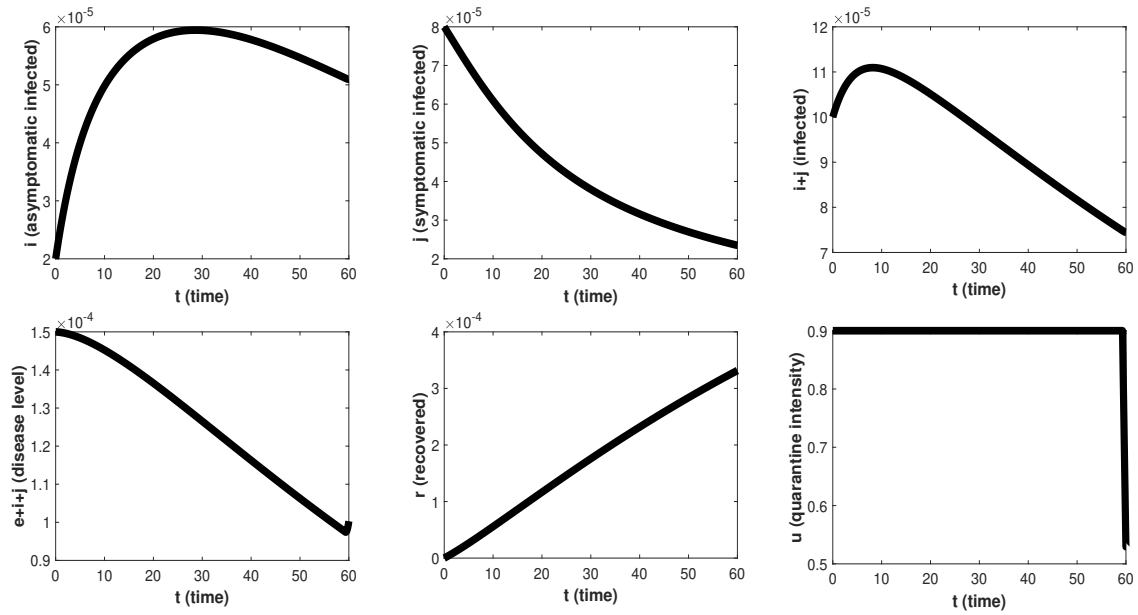 ×10⁻⁵
6
5
4
3
2
i (asymptomatic infected)
0 10 20 30 40 50 60
t (time)
×10⁻⁵
8
7
6
5
4
3
2
j (symptomatic infected)
0 10 20 30 40 50 60
t (time)
×10⁻⁵
12
11
10
9
8
7
i+j (infected)
0 10 20 30 40 50 60
t (time)
×10⁻⁴
1.5
1.4
1.3
1.2
1.1
1
0.9
e+i+j (disease level)
0 10 20 30 40 50 60
t (time)
×10⁻⁴
4
3
2
1
0
r (recovered)
0 10 20 30 40 50 60
t (time)
0.9
0.8
0.7
0.6
0.5
u (quarantine intensity)
0 10 20 30 40 50 60
t (time)